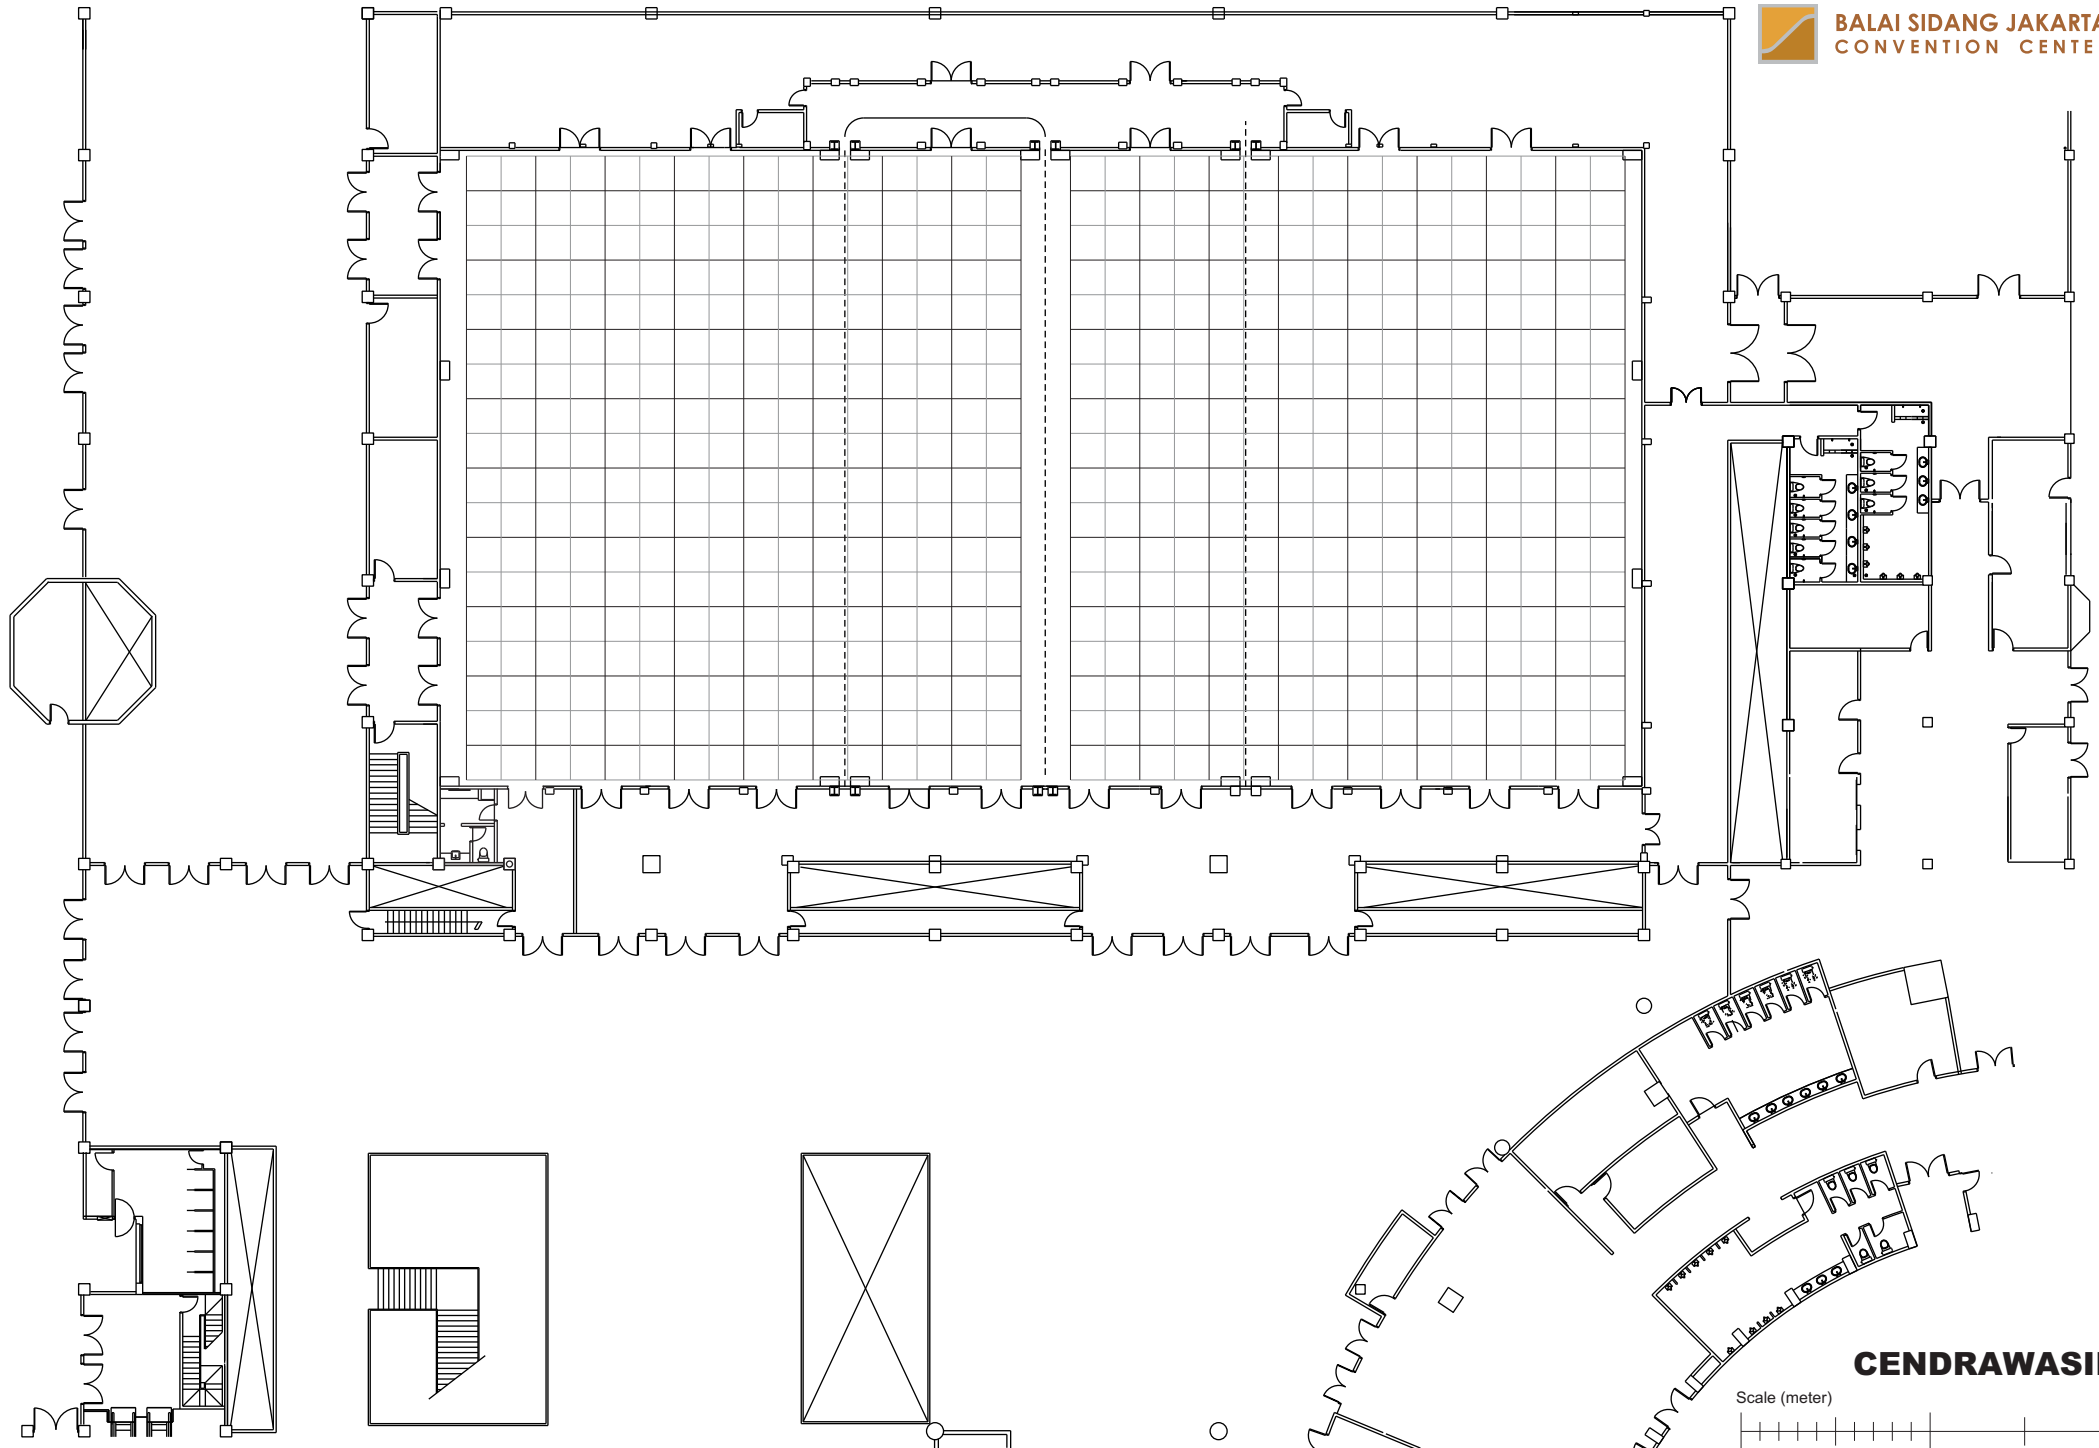 BALAI SIDANG JAKARTA
CONVENTION CENTE
CENDRAWASI
Scale (meter)